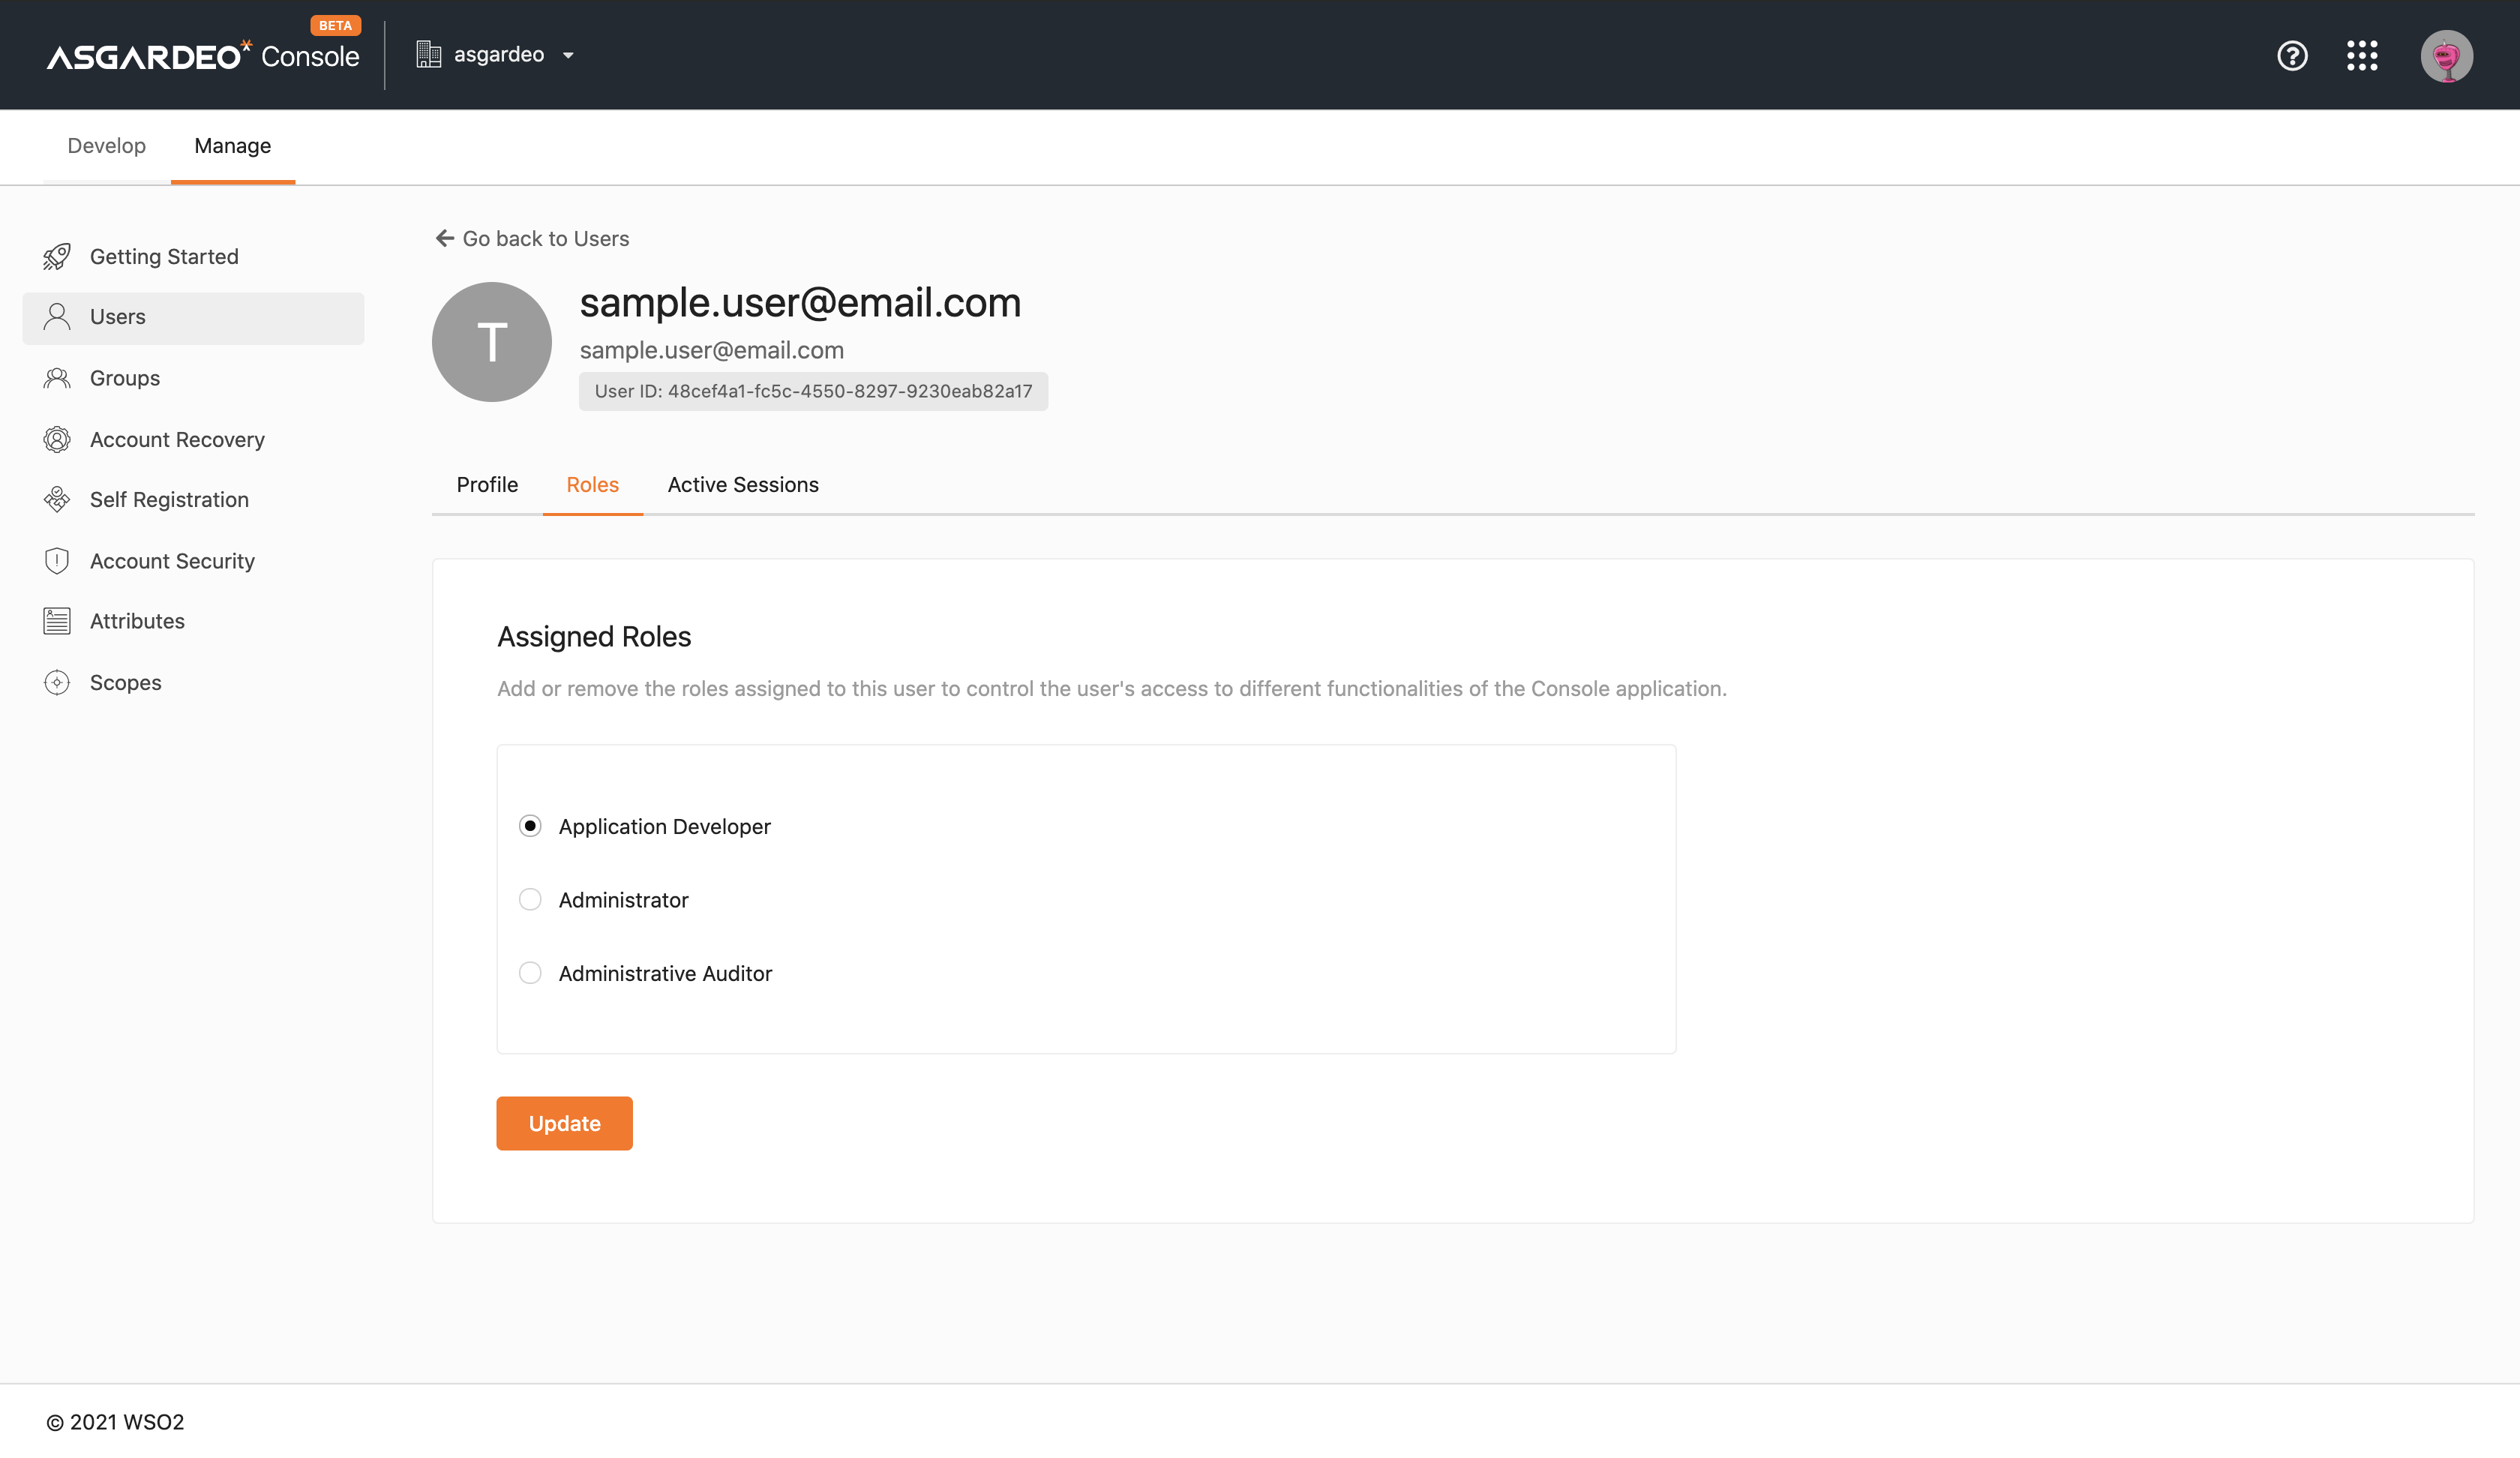 BETA
ASGARDEO Console
asgardeo
Develop
Manage
Getting Started
Users
Groups
Account Recovery
Self Registration
Account Security
Attributes
Scopes
Go back to Users
T
sample.user@email.com
sample.user@email.com
User ID: 48cef4a1-fc5c-4550-8297-9230eab82a17
Profile
Roles
Active Sessions
Assigned Roles
Add or remove the roles assigned to this user to control the user's access to different functionalities of the Console application.
Application Developer
Administrator
Administrative Auditor
Update
© 2021 WSO2